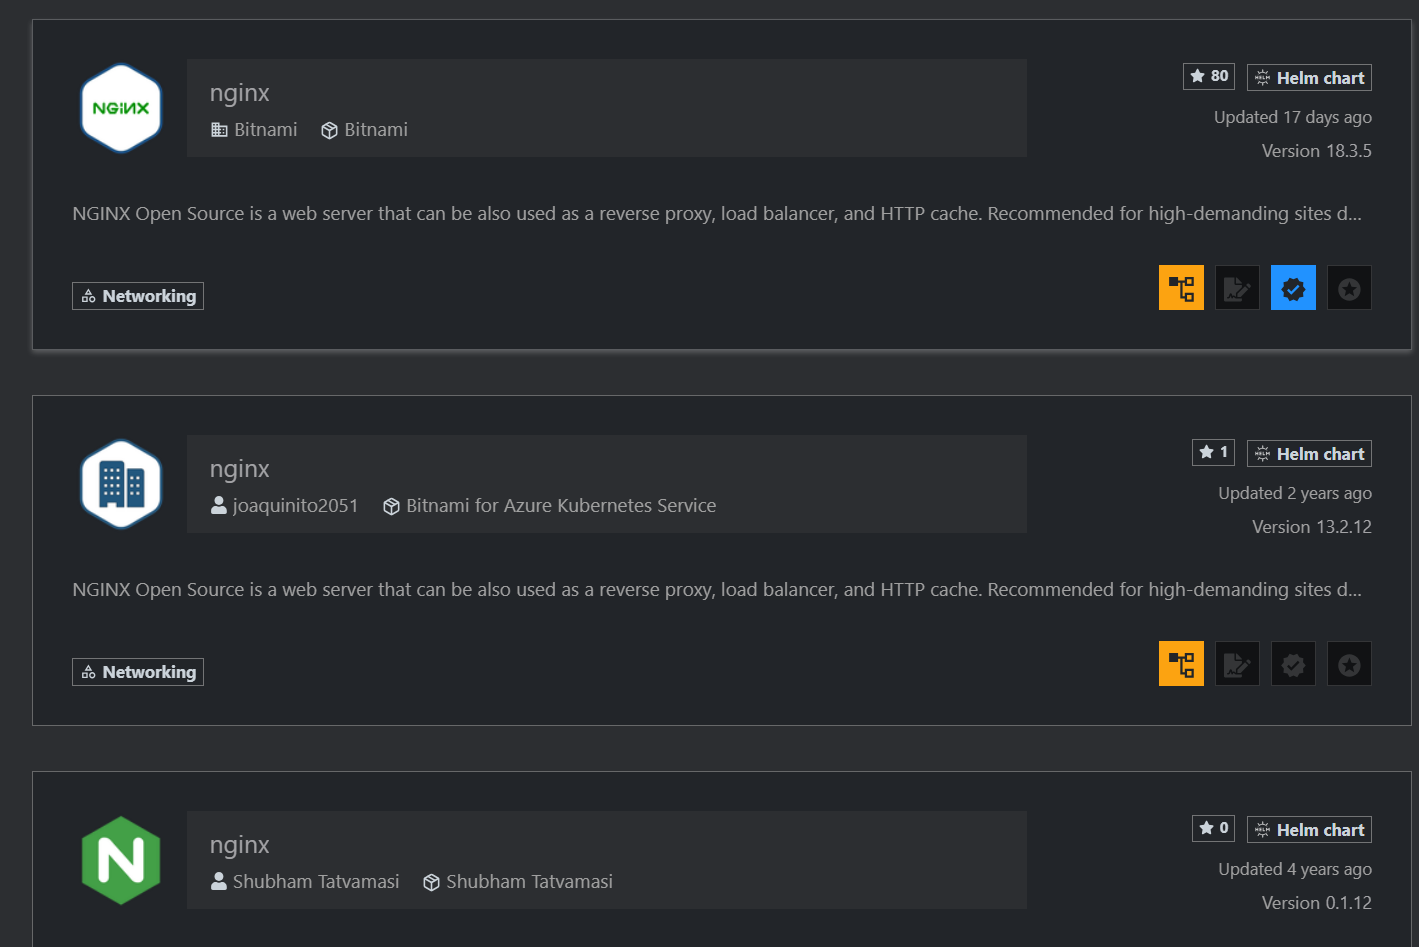 NGINX
nginx
Bitnami Bitnami
80 Helm chart
Updated 17 days ago
Version 18.3.5
NGINX Open Source is a web server that can be also used as a reverse proxy, load balancer, and HTTP cache. Recommended for high-demanding sites d...
Networking
nginx
joaquinito2051 Bitnami for Azure Kubernetes Service
1 Helm chart
Updated 2 years ago
Version 13.2.12
NGINX Open Source is a web server that can be also used as a reverse proxy, load balancer, and HTTP cache. Recommended for high-demanding sites d...
Networking
N
nginx
Shubham Tatvamasi Shubham Tatvamasi
0 Helm chart
Updated 4 years ago
Version 0.1.12